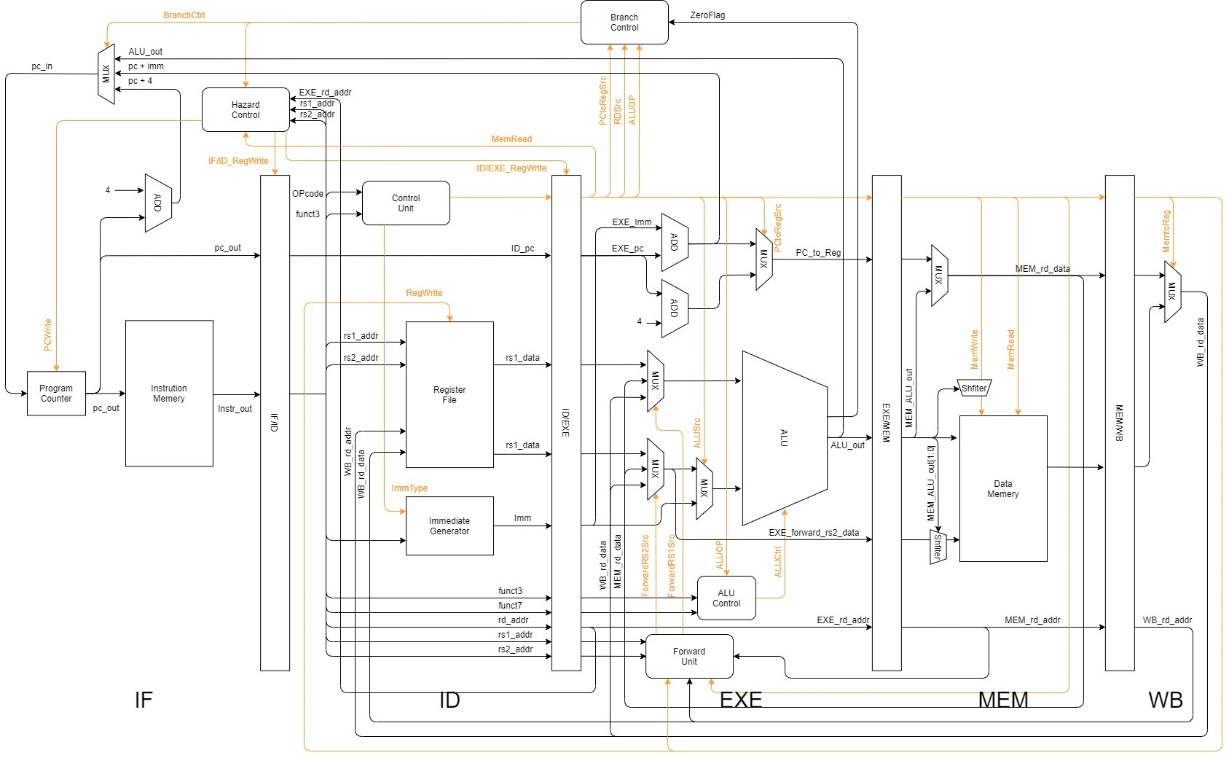 BranchCtrl
Branch
Control
ZeroFlag
ALU_out
pc_in
MUX
pc + imm
pc + 4
Hazard
Control
EXE_rd_addr
rs1_addr
rs2_addr
PCtoRegSrc
RDSrc
ALUOP
MemRead
IF/ID_RegWrite
ID/EXE_RegWrite
4
ADD
OPcode
funct3
Control
Unit
pc_out
ID_pc
EXE_Imm
EXE_pc
ADD
ADD
4
PCtoRegSrc
MUX
PC_to_Reg
MUX
MEM_rd_data
MemtoReg
MUX
WB_rd_data
RegWrite
PCWrite
Program
Counter
pc_out
Instrution
Memery
Instr_out
IF/ID
rs1_addr
rs2_addr
Register
File
WB_rd_addr
WB_rd_data
rs1_data
rs1_data
ID/EXE
ImmType
Immediate
Generator
Imm
MUX
MUX
MUX
ALUSrc
ALU
ALU_out
EXE/MEM
MEM_ALU_out
MEM_ALU_out[1:0]
MemWrite
MemRead
Shfiter
Shfiter
Data
Memery
MEM/WB
EXE_forward_rs2_data
WB_rd_data
MEM_rd_data
ForwardRS2Src
ForwardRS1Src
ALUOP
ALUCtrl
ALU
Control
funct3
funct7
rd_addr
rs1_addr
rs2_addr
EXE_rd_addr
MEM_rd_addr
WB_rd_addr
Forward
Unit
IF
ID
EXE
MEM
WB